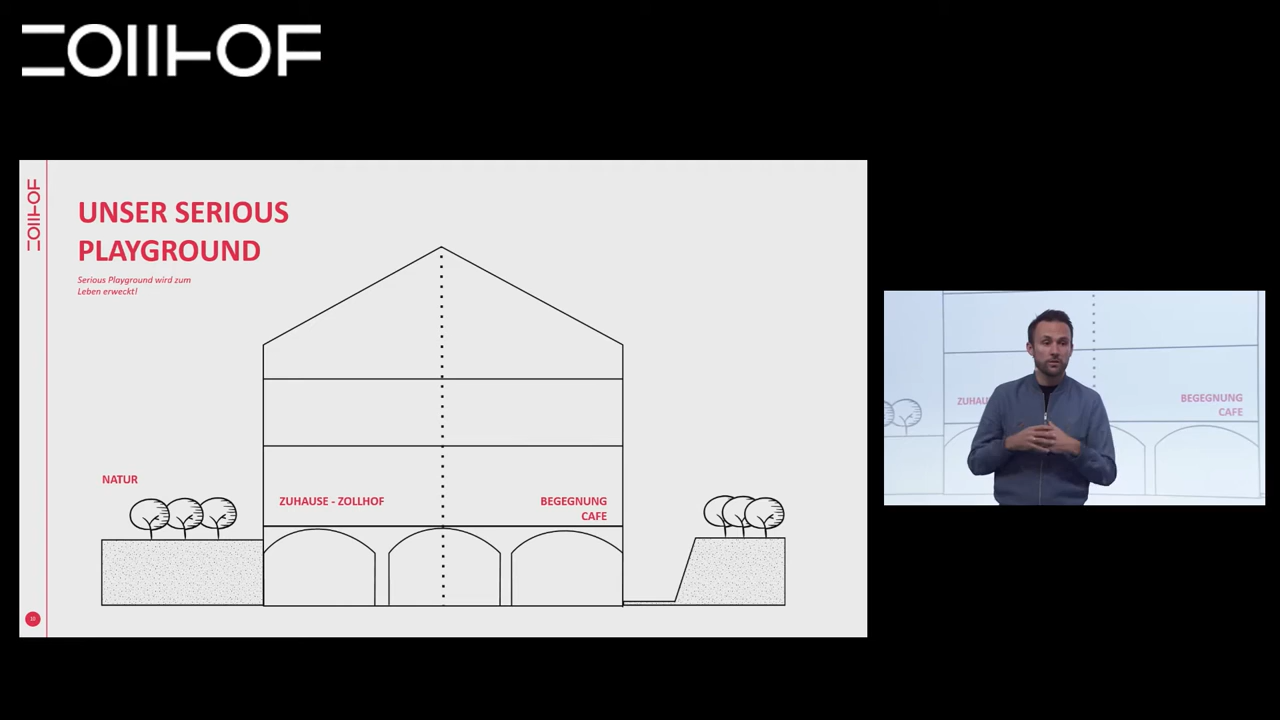 ZOLLHOF
ZOLLHOF
UNSER SERIOUS
PLAYGROUND
Serious Playground wird zum
Leben erweckt!
NATUR
ZUHAUSE - ZOLLHOF
BEGEGNUNG
CAFE
ZUHAU
BEGEGNUNG
CAFE